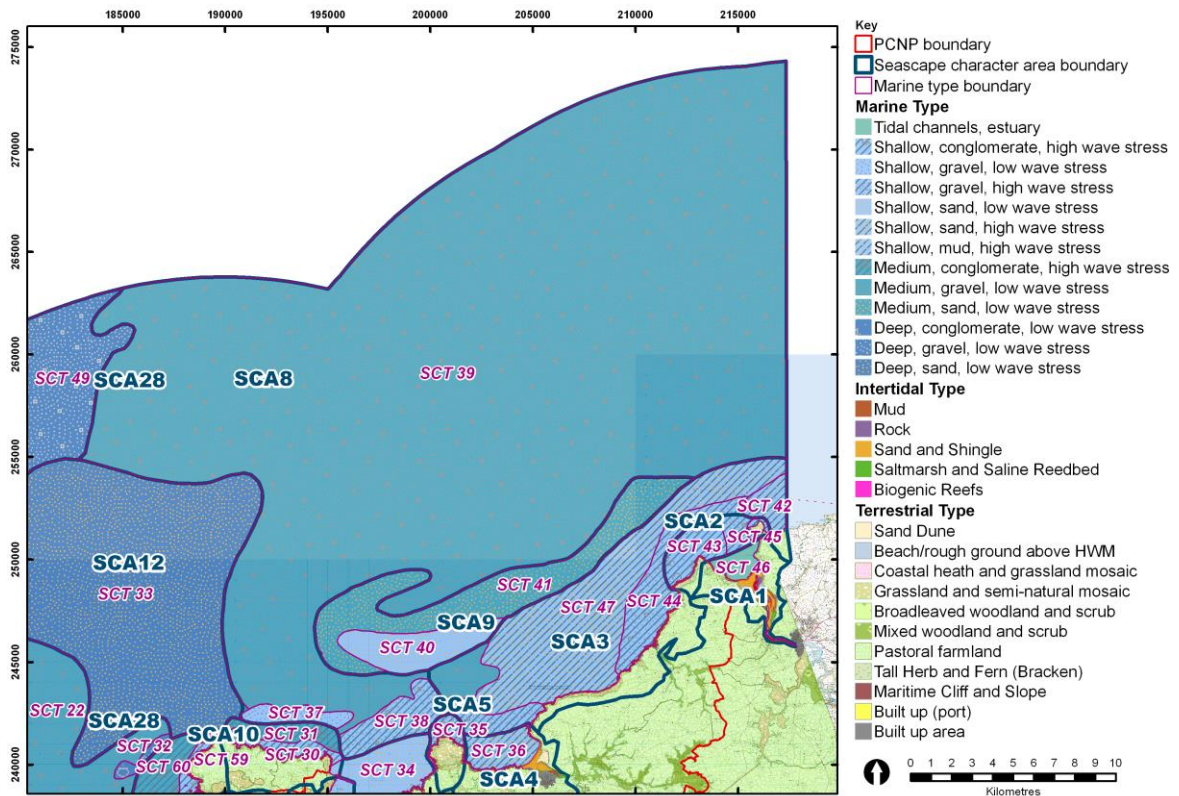 185000 190000 195000 200000 205000 210000 215000
275000
270000
265000
260000
255000
250000
245000
240000
SCT 49
SCA28
SCA8
SCT 39
SCA12
SCT 33
SCT 42
SCA2
SCT 45
SCT 43
SCT 46
SCT 41
SCA1
SCT 47
SCT 44
SCA9
SCT 40
SCA3
SCT 22
SCT 37
SCA5
SCA28
SCT 38
SCA10
SCT 31
SCT 35
SCT 32
SCT 59
SCT 30
SCT 36
SCT 60
SCT 34
SCA4
Key
PCNP boundary
Seascape character area boundary
Marine type boundary
Marine Type
Tidal channels, estuary
Shallow, conglomerate, high wave stress
Shallow, gravel, low wave stress
Shallow, gravel, high wave stress
Shallow, sand, low wave stress
Shallow, sand, high wave stress
Shallow, mud, high wave stress
Medium, conglomerate, high wave stress
Medium, gravel, low wave stress
Medium, sand, low wave stress
Deep, conglomerate, low wave stress
Deep, gravel, low wave stress
Deep, sand, low wave stress
Intertidal Type
Mud
Rock
Sand and Shingle
Saltmarsh and Saline Reedbed
Biogenic Reefs
Terrestrial Type
Sand Dune
Beach/rough ground above HWM
Coastal heath and grassland mosaic
Grassland and semi-natural mosaic
Broadleaved woodland and scrub
Mixed woodland and scrub
Pastoral farmland
Tall Herb and Fern (Bracken)
Maritime Cliff and Slope
Built up (port)
Built up area
0 1 2 3 4 5 6 7 8 9 10
Kilometres